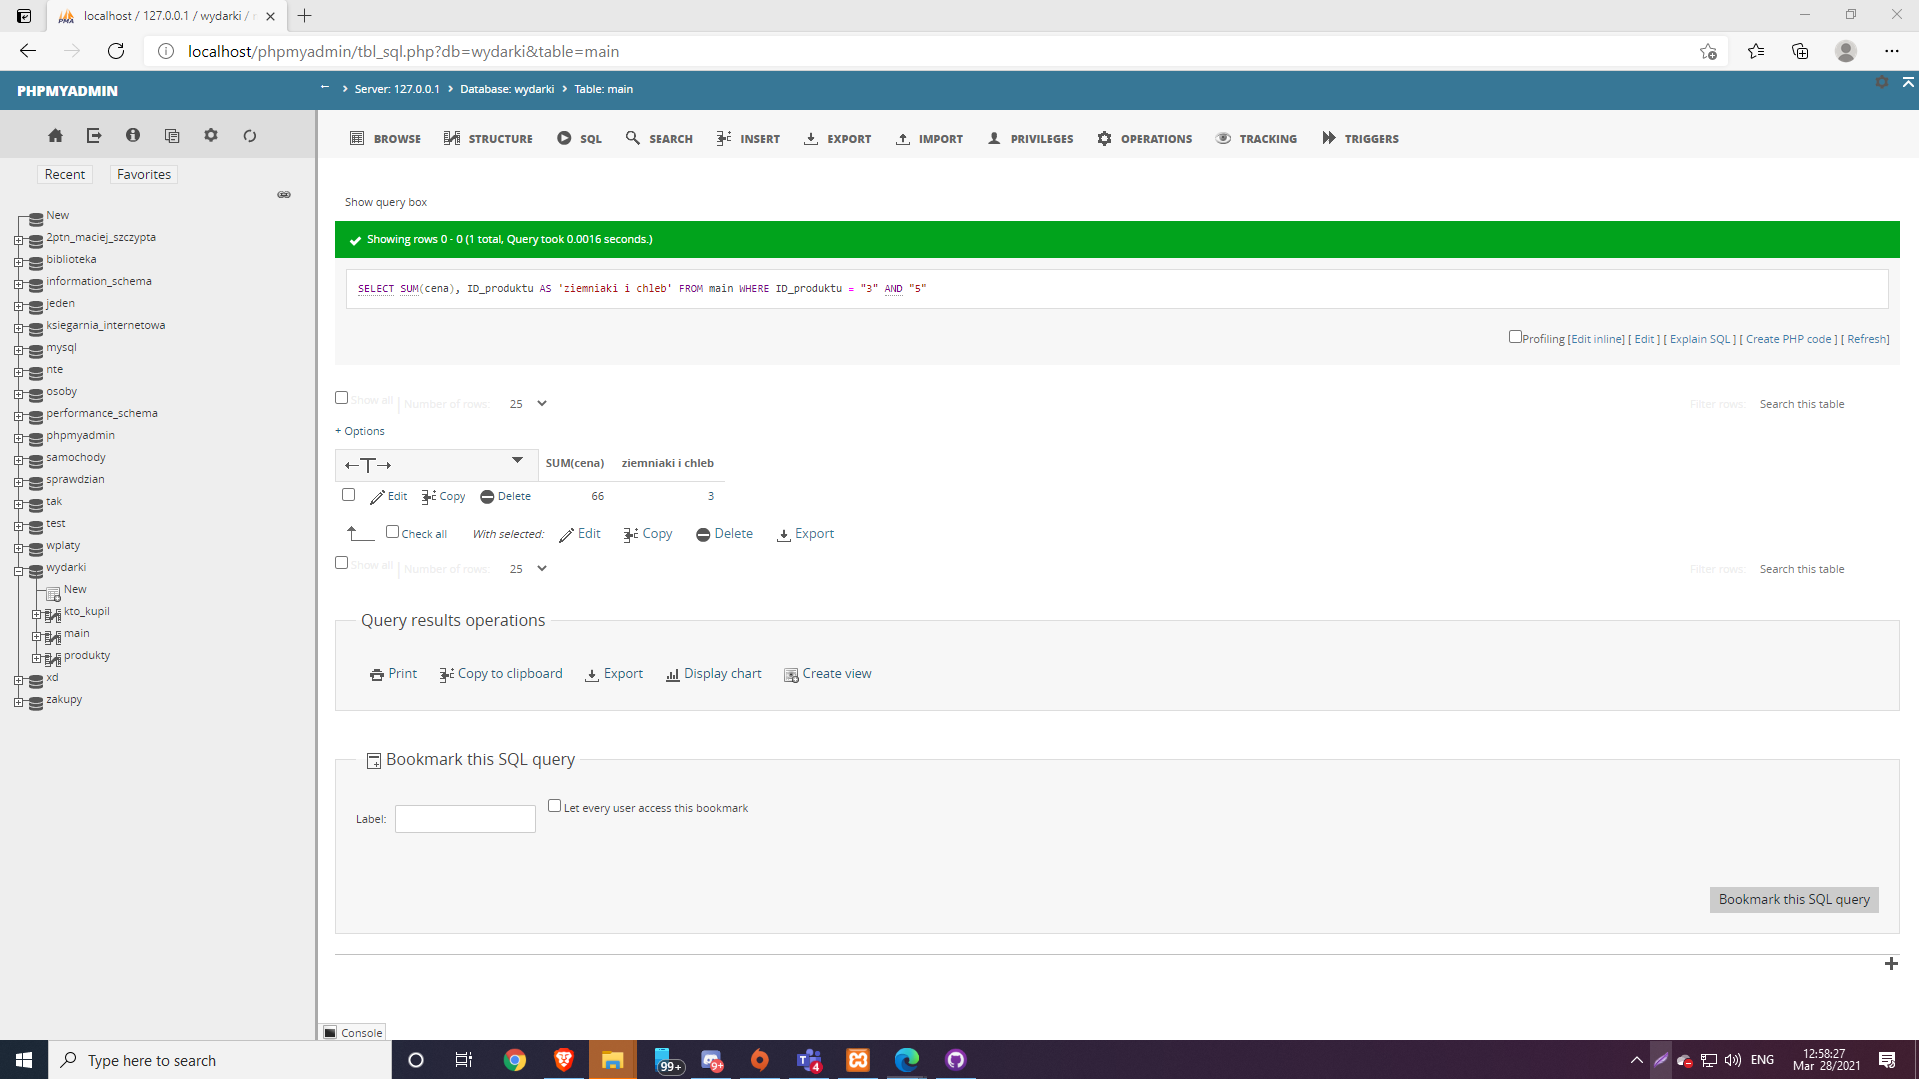 localhost / 127.0.0.1 / wydarki /
localhost/phpmyadmin/tbl_sql.php?db=wydarki&table=main
PHPMYADMIN
Server: 127.0.0.1 › Database: wydarki › Table: main
BROWSE STRUCTURE SQL SEARCH INSERT EXPORT IMPORT PRIVILEGES OPERATIONS TRACKING TRIGGERS
Recent Favorites
New
2ptn_maciej_szczypta
biblioteka
information_schema
jeden
ksiegarnia_internetowa
mysql
nte
osoby
performance_schema
phpmyadmin
samochody
sprawdzian
tak
test
wplaty
wydarki
New
kto_kupil
main
produkty
xd
zakupy
Show query box
Showing rows 0 - 0 (1 total, Query took 0.0016 seconds.)
SELECT SUM(cena), ID_produktu AS 'ziemniaki i chleb' FROM main WHERE ID_produktu = "3" AND "5"
Profiling [Edit inline] [ Edit ] [ Explain SQL ] [ Create PHP code ] [ Refresh]
Show all | Number of rows: 25 Filter rows: Search this table
+ Options
←T→ SUM(cena) ziemniaki i chleb
Edit Copy Delete 66 3
Check all With selected: Edit Copy Delete Export
Show all | Number of rows: 25 Filter rows: Search this table
Query results operations
Print Copy to clipboard Export Display chart Create view
Bookmark this SQL query
Label: Let every user access this bookmark
Bookmark this SQL query
Console
Type here to search
99+
9+
4
ENG
12:58:27
Mar 28/2021